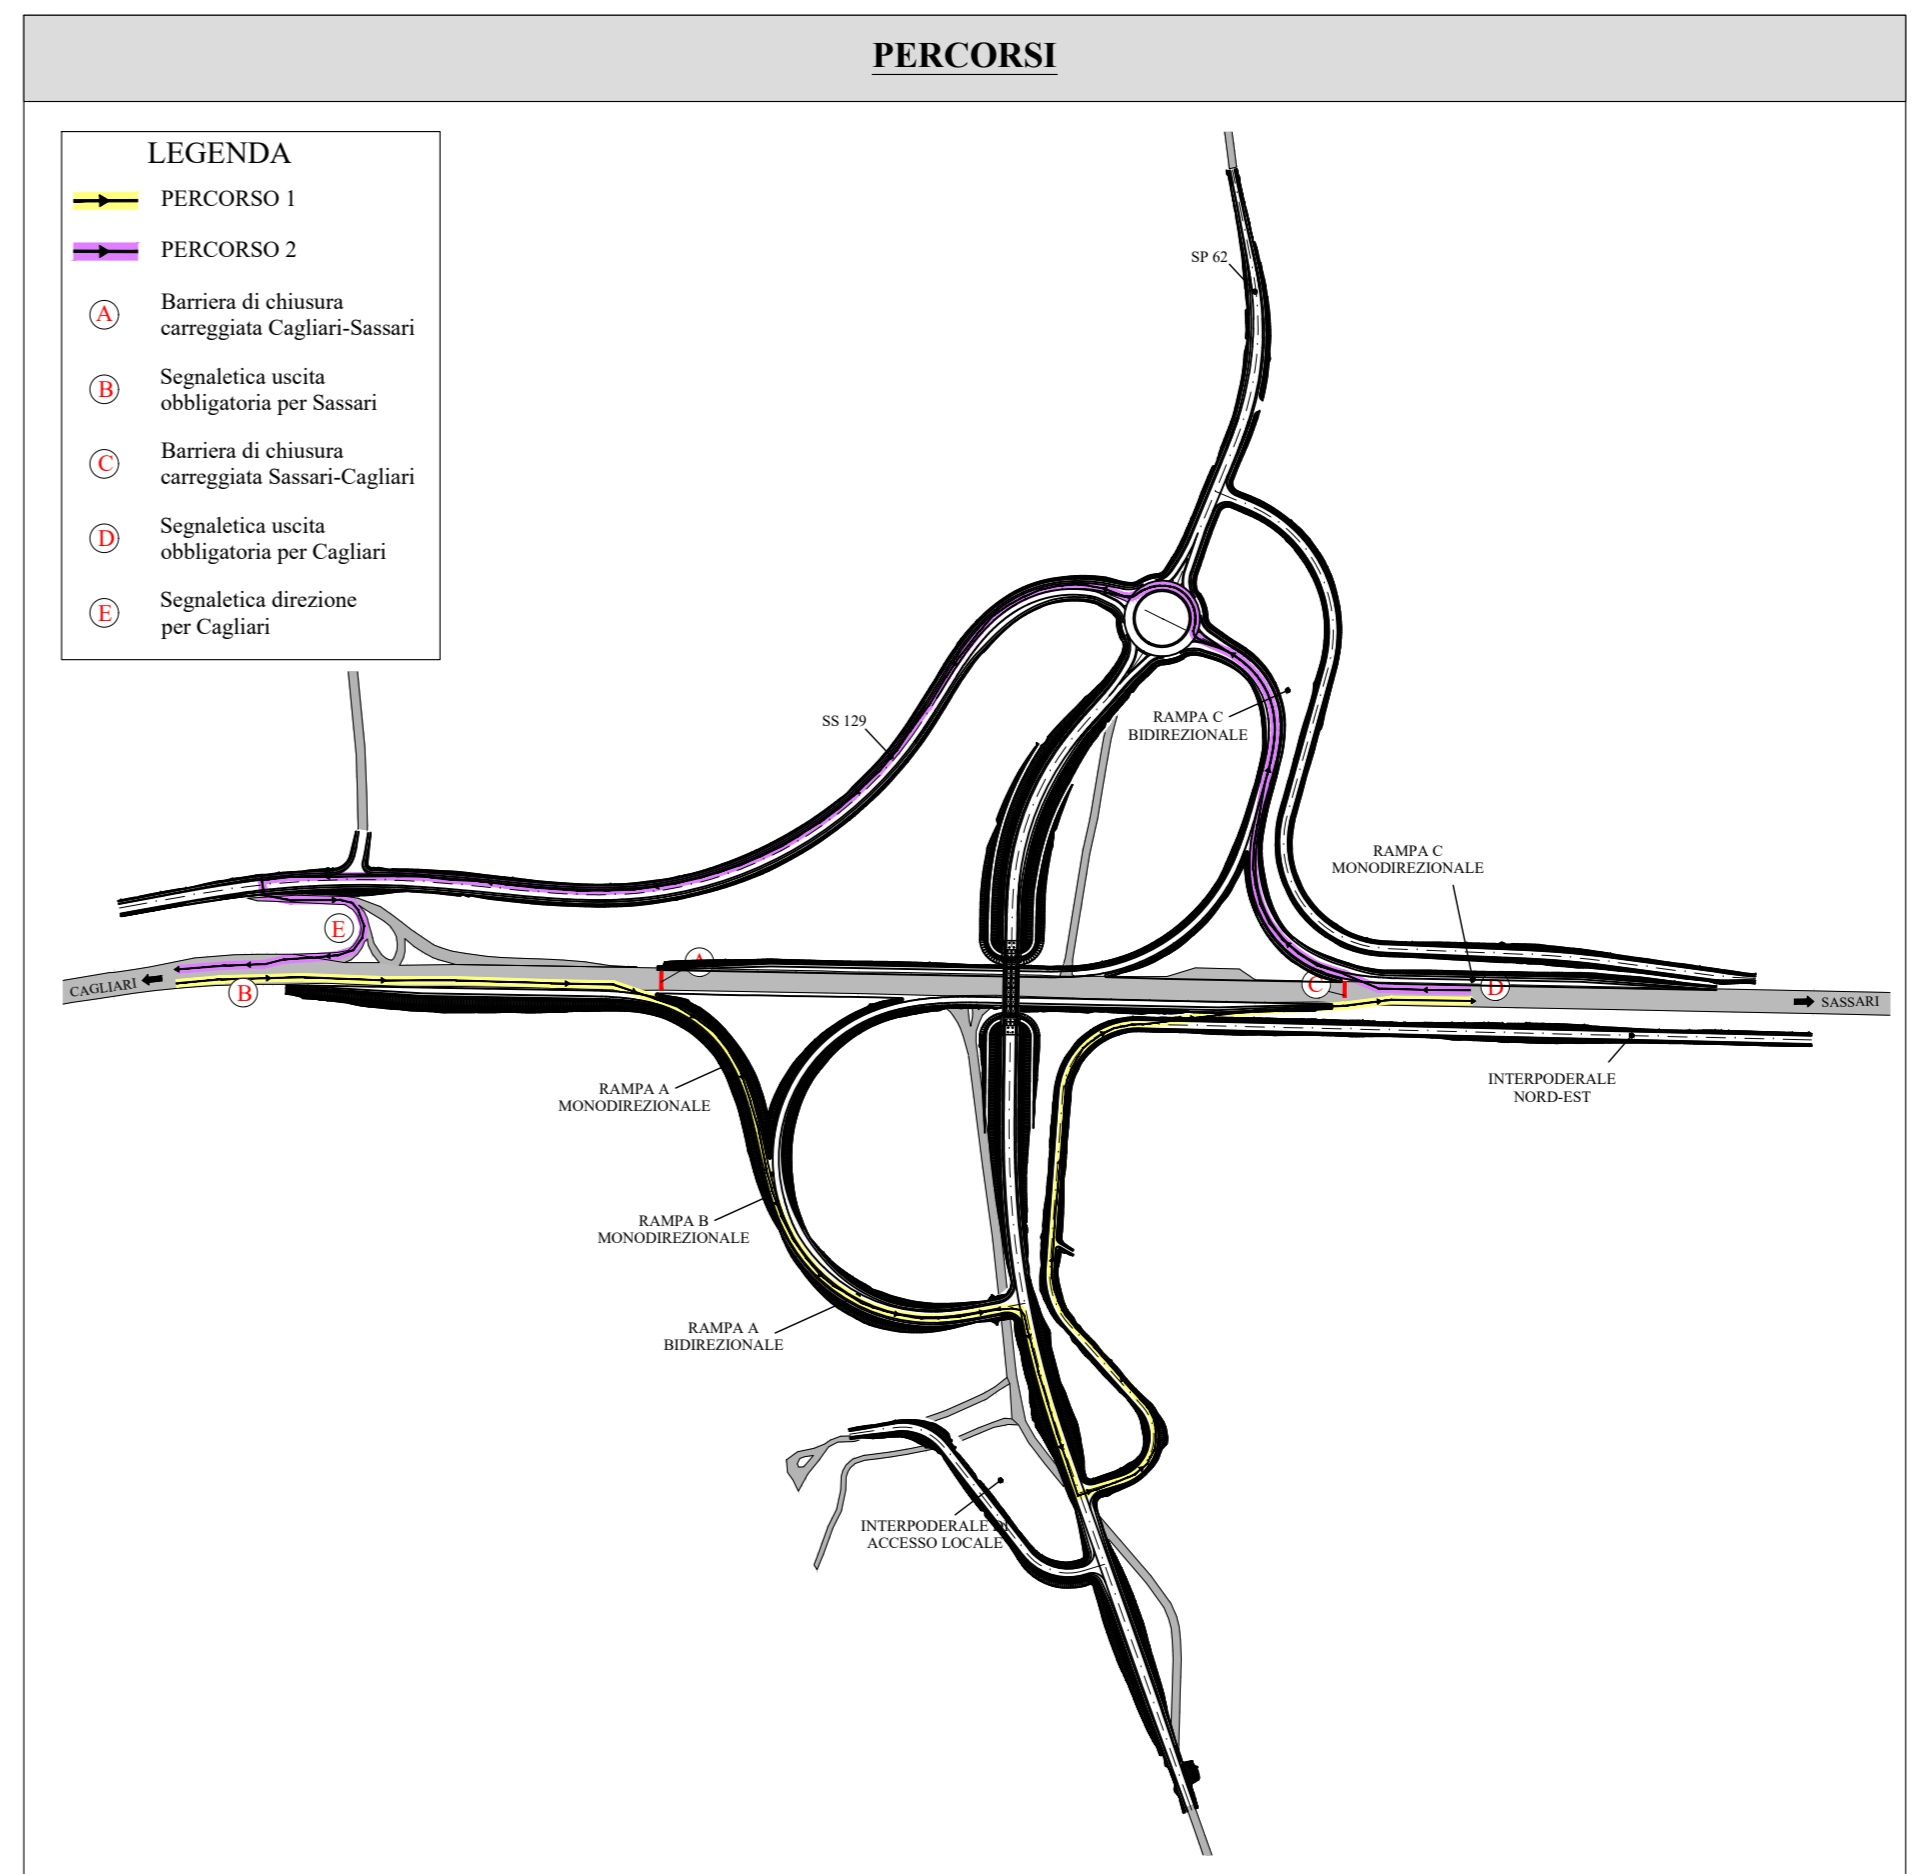 PERCORSI
LEGENDA
PERCORSO 1
PERCORSO 2
A
Barriera di chiusura
carreggiata Cagliari-Sassari
B
Segnaletica uscita
obbligatoria per Sassari
C
Barriera di chiusura
carreggiata Sassari-Cagliari
D
Segnaletica uscita
obbligatoria per Cagliari
E
Segnaletica direzione
per Cagliari
SP 62
SS 129
RAMPA C
BIDIREZIONALE
RAMPA C
MONODIREZIONALE
E
A
C
D
CAGLIARI
B
SASSARI
RAMPA A
MONODIREZIONALE
INTERPODERALE
NORD-EST
RAMPA B
MONODIREZIONALE
RAMPA A
BIDIREZIONALE
INTERPODERALE
ACCESSO LOCALE